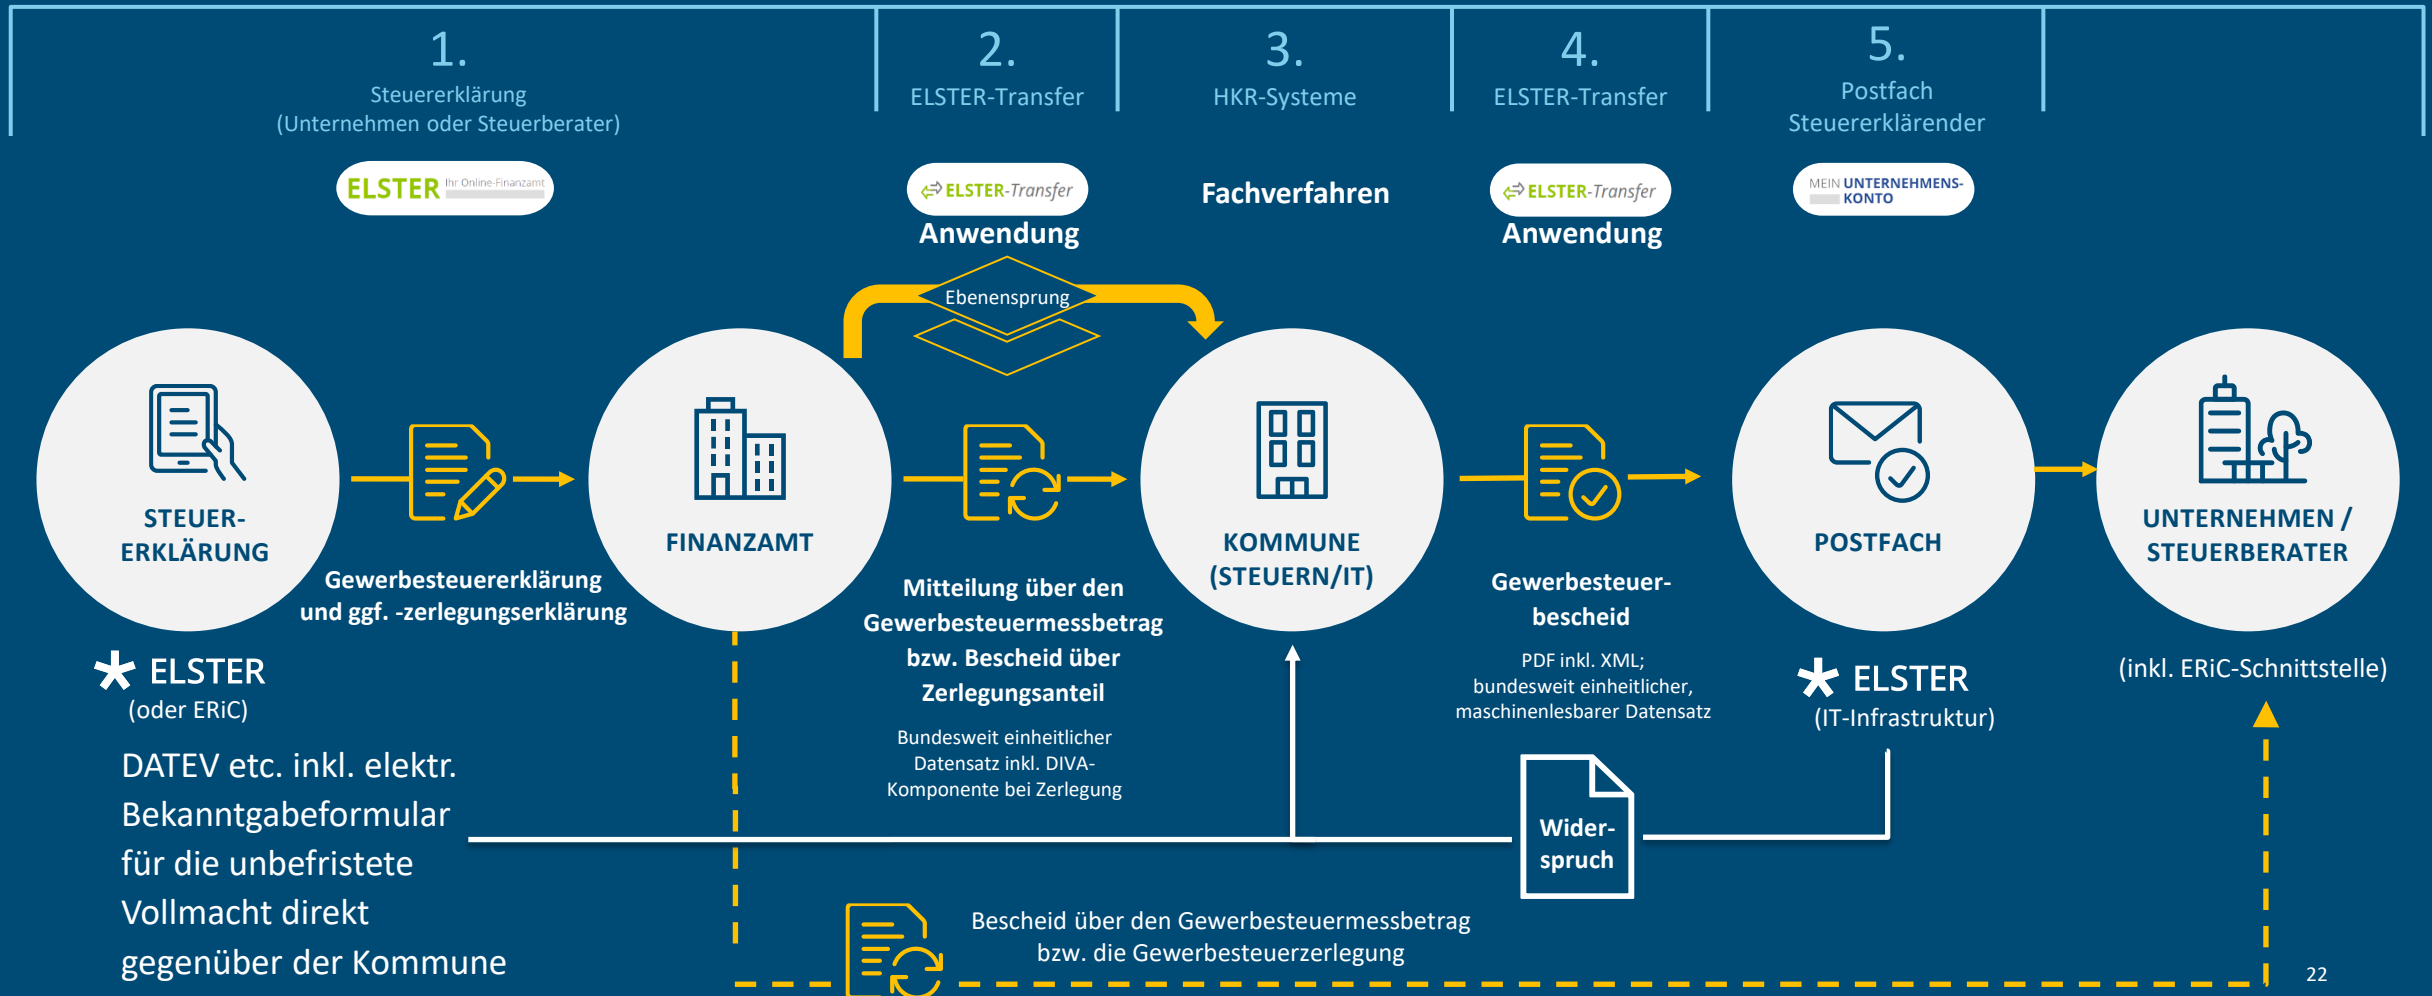 1.
Steuererklärung
(Unternehmen oder Steuerberater)
ELSTER Ihr Online-Finanzamt
2.
ELSTER-Transfer
ELSTER-Transfer
Anwendung
3.
HKR-Systeme
Fachverfahren
4.
ELSTER-Transfer
ELSTER-Transfer
Anwendung
5.
Postfach
Steuererklärender
MEIN UNTERNEHMENS-
KONTO
Ebenensprung
STEUER-
ERKLÄRUNG
Gewerbesteuererklärung
und ggf. -zerlegungserklärung
FINANZAMT
Mitteilung über den
Gewerbesteuermessbetrag
bzw. Bescheid über
Zerlegungsanteil
Bundesweit einheitlicher
Datensatz inkl. DIVA-
Komponente bei Zerlegung
KOMMUNE
(STEUERN/IT)
Gewerbesteuer-
bescheid
PDF inkl. XML;
bundesweit einheitlicher,
maschinenlesbarer Datensatz
POSTFACH
ELSTER
(IT-Infrastruktur)
UNTERNEHMEN /
STEUERBERATER
(inkl. ERiC-Schnittstelle)
ELSTER
(oder ERiC)
DATEV etc. inkl. elektr.
Bekanntgabeformular
für die unbefristete
Vollmacht direkt
gegenüber der Kommune
Wider-
spruch
Bescheid über den Gewerbesteuermessbetrag
bzw. die Gewerbesteuerzerlegung
22